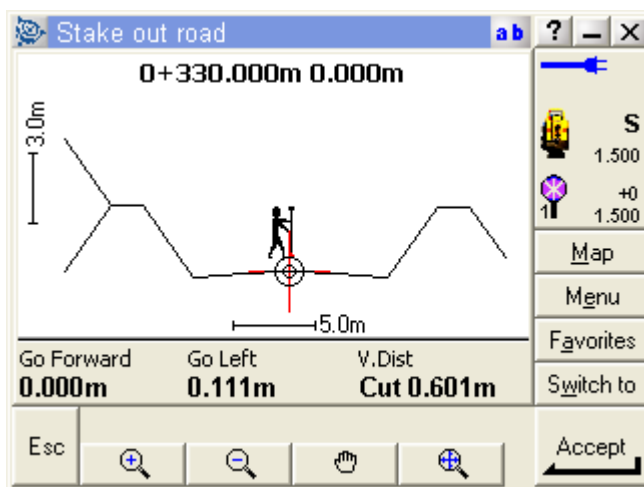 Stake out road
ab
? – X
0+330.000m 0.000m
3.0m
5.0m
S
1.500
+0
1
1.500
Map
Menu
Favorites
Switch to
Go Forward Go Left V.Dist
0.000m 0.111m Cut 0.601m
Esc
Accept